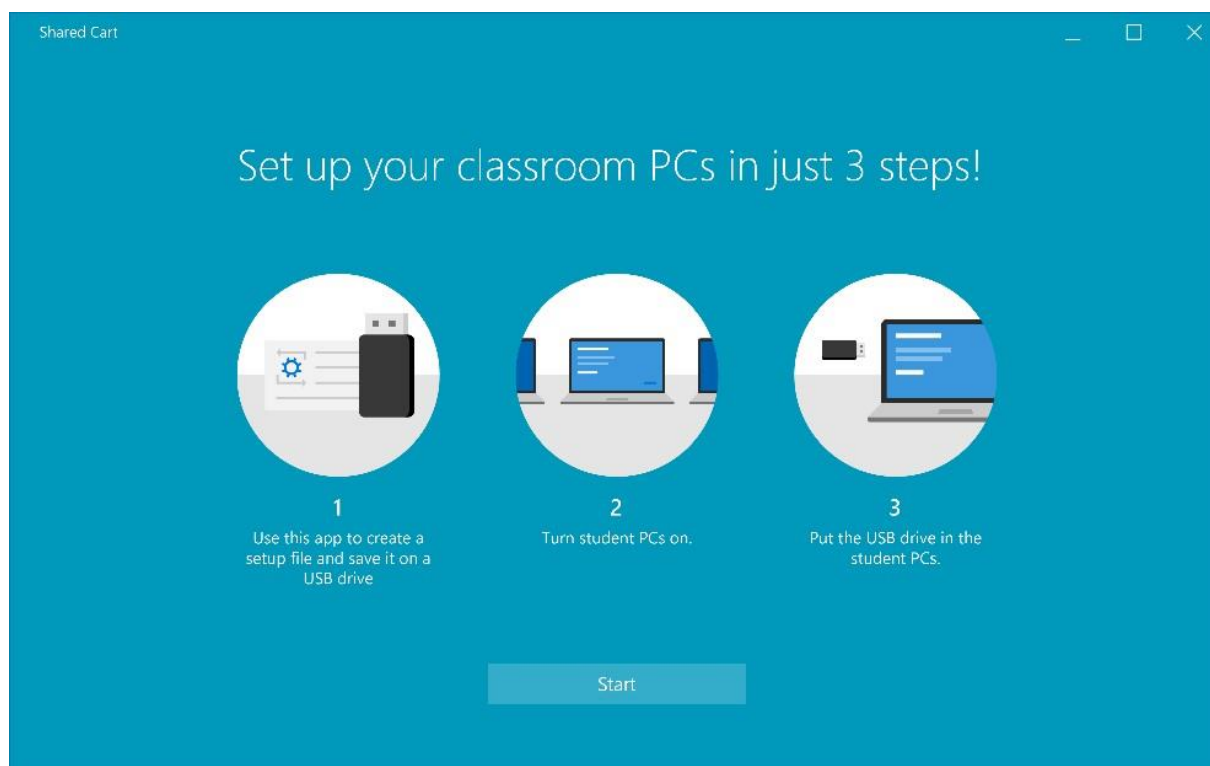 Shared Cart
Set up your classroom PCs in just 3 steps!
1
Use this app to create a
setup file and save it on a
USB drive
2
Turn student PCs on.
3
Put the USB drive in the
student PCs.
Start